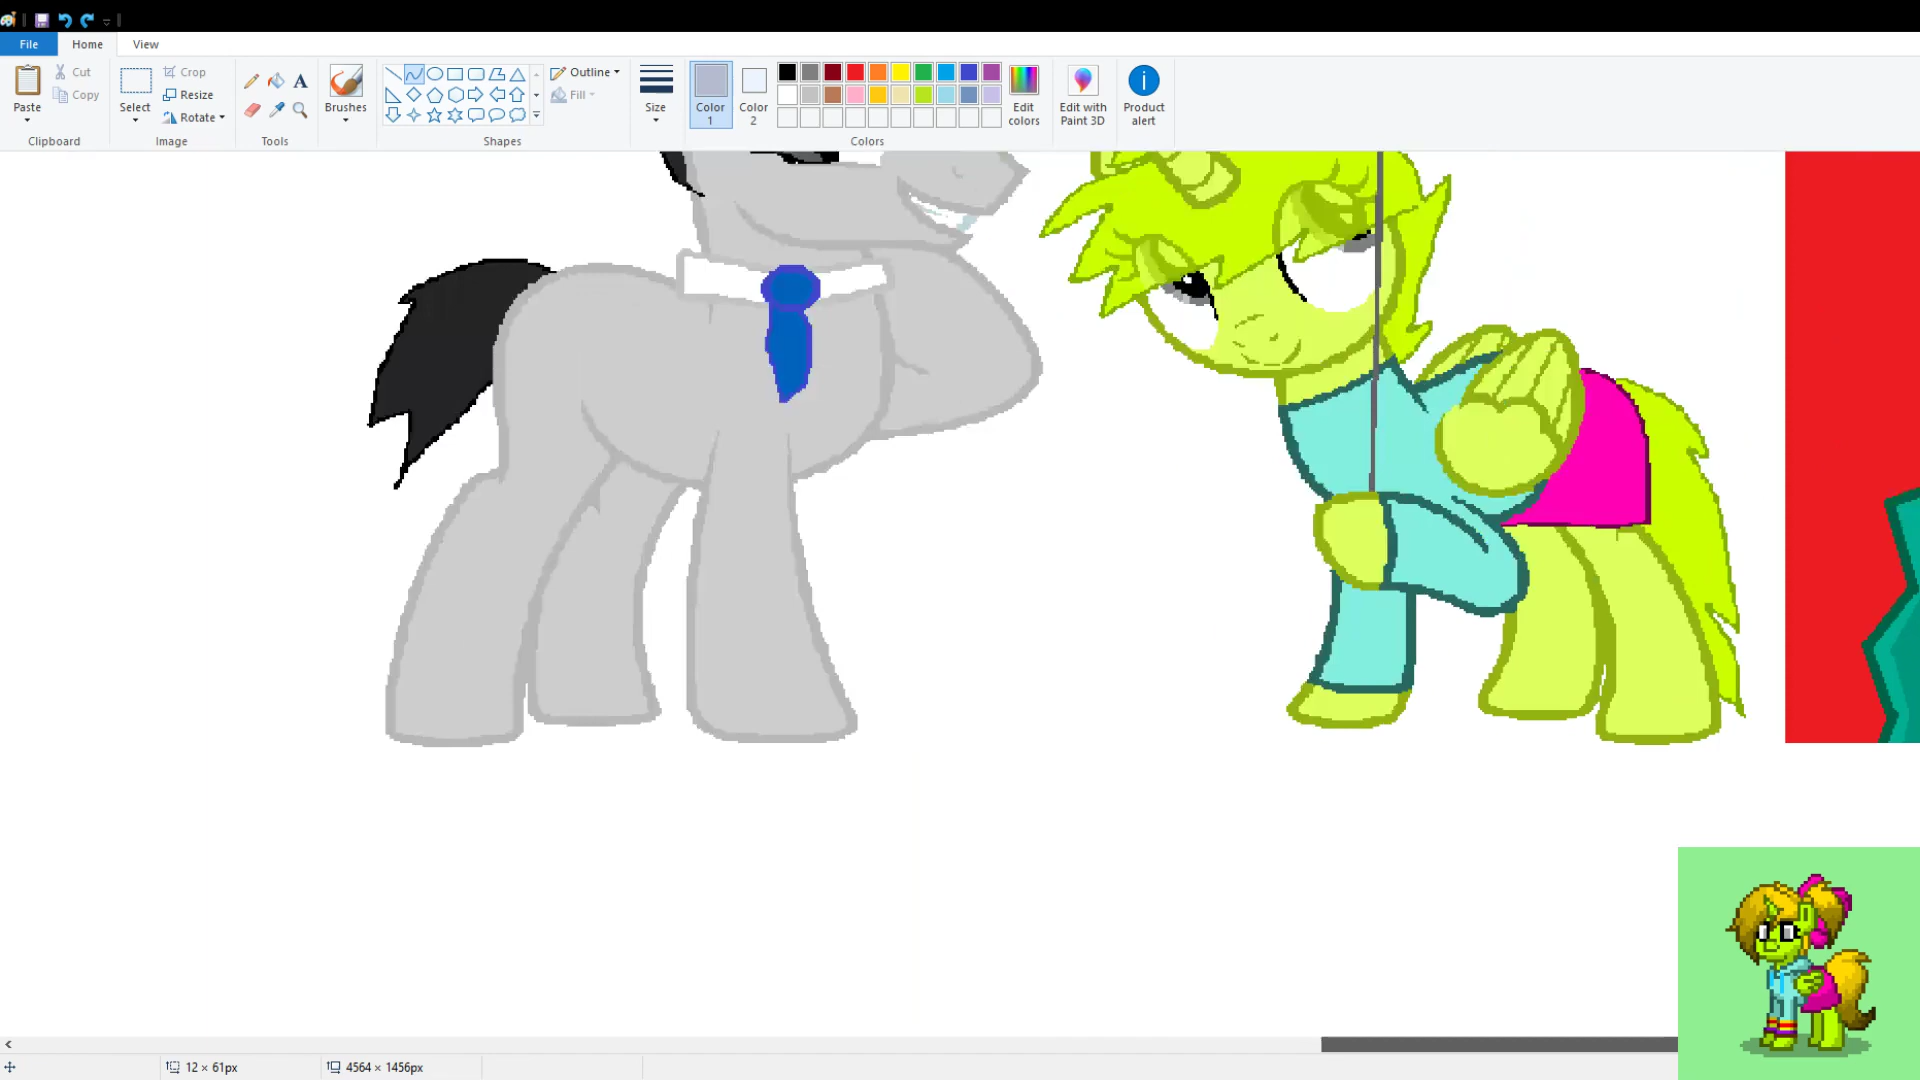 File Home View
Paste
Cut
Copy
Clipboard
Select
Crop
Resize
Rotate
Image
A
Tools
Brushes
Outline
Fill
Shapes
Size
Color
1
Color
2
Edit
colors
Colors
Edit with
Paint 3D
Product
alert
12 × 61px
4564 × 1456px